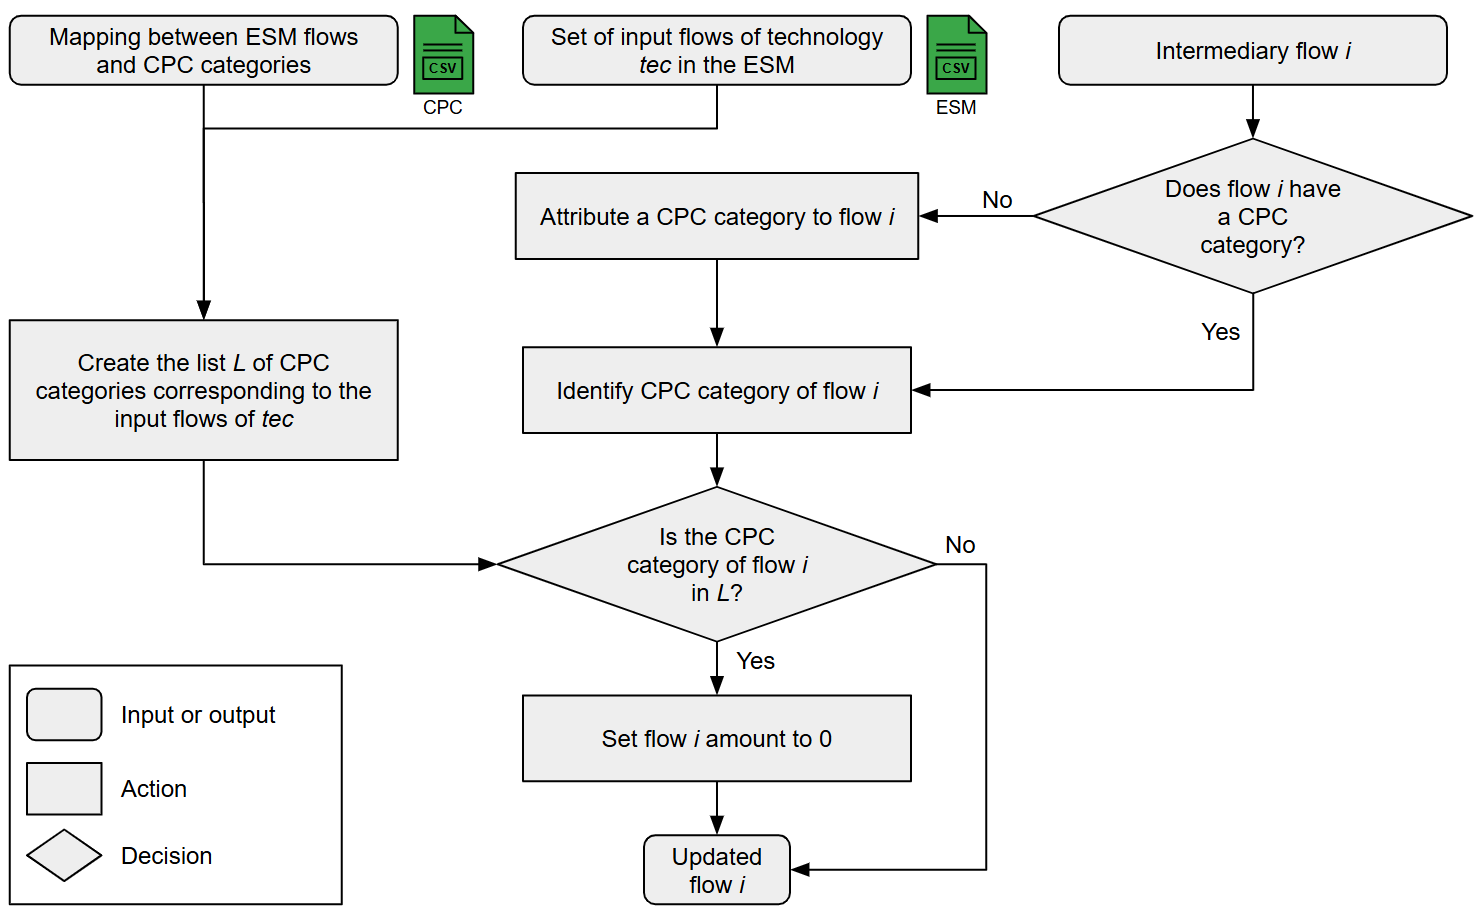 Mapping between ESM flows
and CPC categories
CSV
CPC
Set of input flows of technology
tec in the ESM
CSV
ESM
Intermediary flow i
Does flow i have
a CPC
category?
No
Yes
Attribute a CPC category to flow i
Create the list L of CPC
categories corresponding to the
input flows of tec
Identify CPC category of flow i
Is the CPC
category of flow i
in L?
No
Yes
Set flow i amount to 0
Updated
flow i
Input or output
Action
Decision